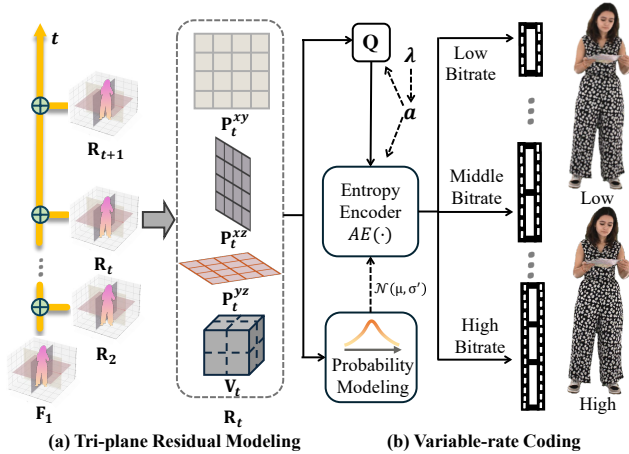 t
R_{t+1}
R_t
R_2
F_1
P_t^{xy}
P_t^{xz}
P_t^{yz}
V_t
R_t
(a) Tri-plane Residual Modeling
Q
λ
a
Entropy
Encoder
AE(·)
𝒩(μ, σ′)
Probability
Modeling
Low
Bitrate
Middle
Bitrate
High
Bitrate
Low
High
(b) Variable-rate Coding